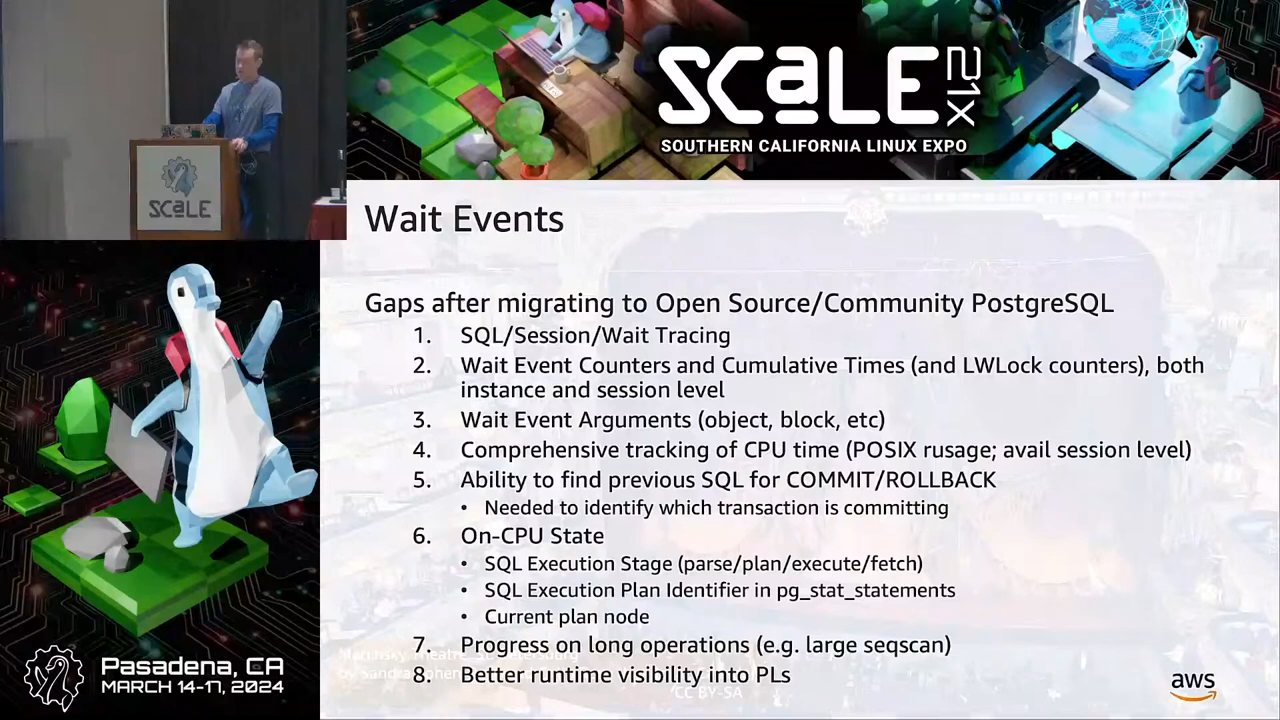 SCaLE 21X
SOUTHERN CALIFORNIA LINUX EXPO
SCaLE
Wait Events
Gaps after migrating to Open Source/Community PostgreSQL
1. SQL/Session/Wait Tracing
2. Wait Event Counters and Cumulative Times (and LWLock counters), both
instance and session level
3. Wait Event Arguments (object, block, etc)
4. Comprehensive tracking of CPU time (POSIX rusage; avail session level)
5. Ability to find previous SQL for COMMIT/ROLLBACK
• Needed to identify which transaction is committing
6. On-CPU State
• SQL Execution Stage (parse/plan/execute/fetch)
• SQL Execution Plan Identifier in pg_stat_statements
• Current plan node
7. Progress on long operations (e.g. large seqscan)
8. Better runtime visibility into PLs
CC BY-SA
Pasadena, CA
MARCH 14-17, 2024
aws